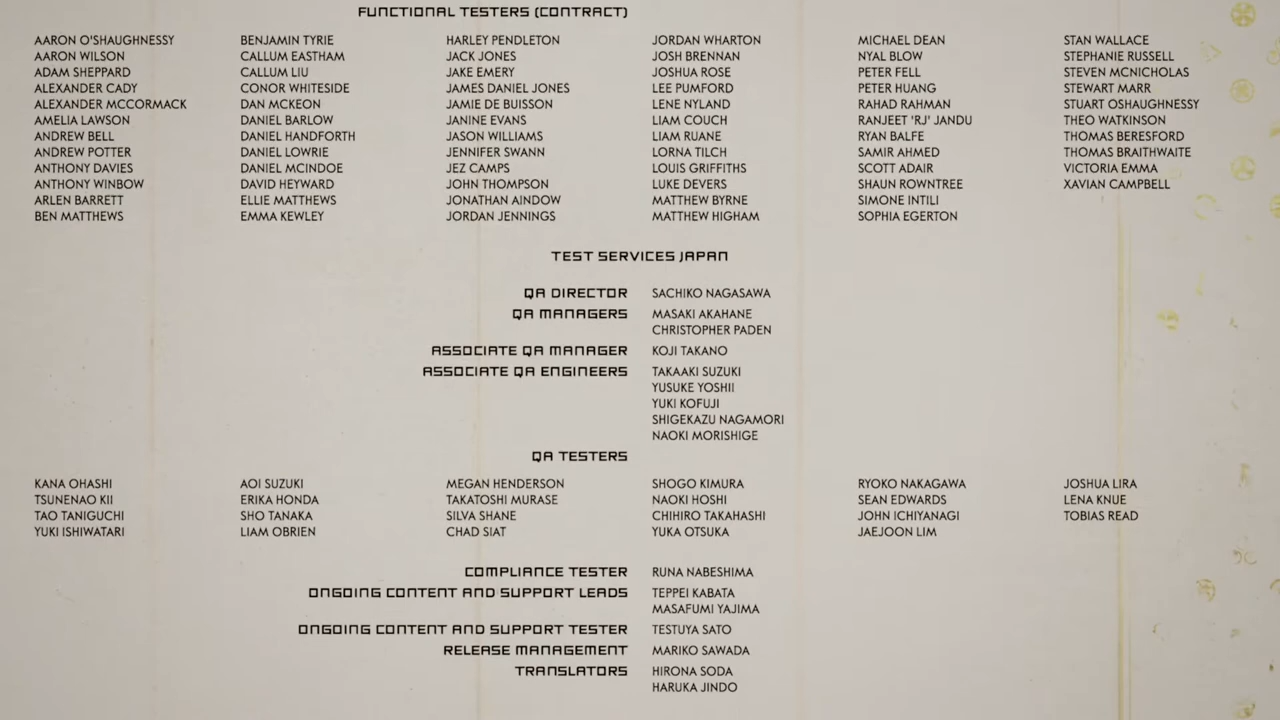 FUNCTIONAL TESTERS (CONTRACT)
AARON O'SHAUGHNESSY BENJAMIN TYRIE HARLEY PENDLETON JORDAN WHARTON MICHAEL DEAN STAN WALLACE
AARON WILSON CALLUM EASTHAM JACK JONES JOSH BRENNAN NYAL BLOW STEPHANIE RUSSELL
ADAM SHEPPARD CALLUM LIU JAKE EMERY JOSHUA ROSE PETER FELL STEVEN MCNICHOLAS
ALEXANDER CADY CONOR WHITESIDE JAMES DANIEL JONES LEE PUMFORD PETER HUANG STEWART MARR
ALEXANDER MCCORMACK DAN MCKEON JAMIE DE BUISSON LENE NYLAND RAHAD RAHMAN STUART OSHAUGHNESSY
AMELIA LAWSON DANIEL BARLOW JANINE EVANS LIAM COUCH RANJEET 'RJ' JANDU THEO WATKINSON
ANDREW BELL DANIEL HANDFORTH JASON WILLIAMS LIAM RUANE RYAN BALFE THOMAS BERESFORD
ANDREW POTTER DANIEL LOWRIE JENNIFER SWANN LORNA TILCH SAMIR AHMED THOMAS BRAITHWAITE
ANTHONY DAVIES DANIEL MCINDOE JEZ CAMPS LOUIS GRIFFITHS SCOTT ADAIR VICTORIA EMMA
ANTHONY WINBOW DAVID HEYWARD JOHN THOMPSON LUKE DEVERS SHAUN ROWNTREE XAVIAN CAMPBELL
ARLEN BARRETT ELLIE MATTHEWS JONATHAN AINDOW MATTHEW BYRNE SIMONE INTILI
BEN MATTHEWS EMMA KEWLEY JORDAN JENNINGS MATTHEW HIGHAM SOPHIA EGERTON
TEST SERVICES JAPAN
QA DIRECTOR SACHIKO NAGASAWA
QA MANAGERS MASAKI AKAHANE
CHRISTOPHER PADEN
ASSOCIATE QA MANAGER KOJI TAKANO
ASSOCIATE QA ENGINEERS TAKAAKI SUZUKI
YUSUKE YOSHII
YUKI KOFUJI
SHIGEKAZU NAGAMORI
NAOKI MORISHIGE
QA TESTERS
KANA OHASHI AOI SUZUKI MEGAN HENDERSON SHOGO KIMURA RYOKO NAKAGAWA JOSHUA LIRA
TSUNENAO KII ERIKA HONDA TAKATOSHI MURASE NAOKI HOSHI SEAN EDWARDS LENA KNUE
TAO TANIGUCHI SHO TANAKA SILVA SHANE CHIHIRO TAKAHASHI JOHN ICHIYANAGI TOBIAS READ
YUKI ISHIWATARI LIAM OBRIEN CHAD SIAT YUKA OTSUKA JAEJOON LIM
COMPLIANCE TESTER RUNA NABESHIMA
ONGOING CONTENT AND SUPPORT LEADS TEPPEI KABATA
MASAFUMI YAJIMA
ONGOING CONTENT AND SUPPORT TESTER TESTUYA SATO
RELEASE MANAGEMENT MARIKO SAWADA
TRANSLATORS HIRONA SODA
HARUKA JINDO